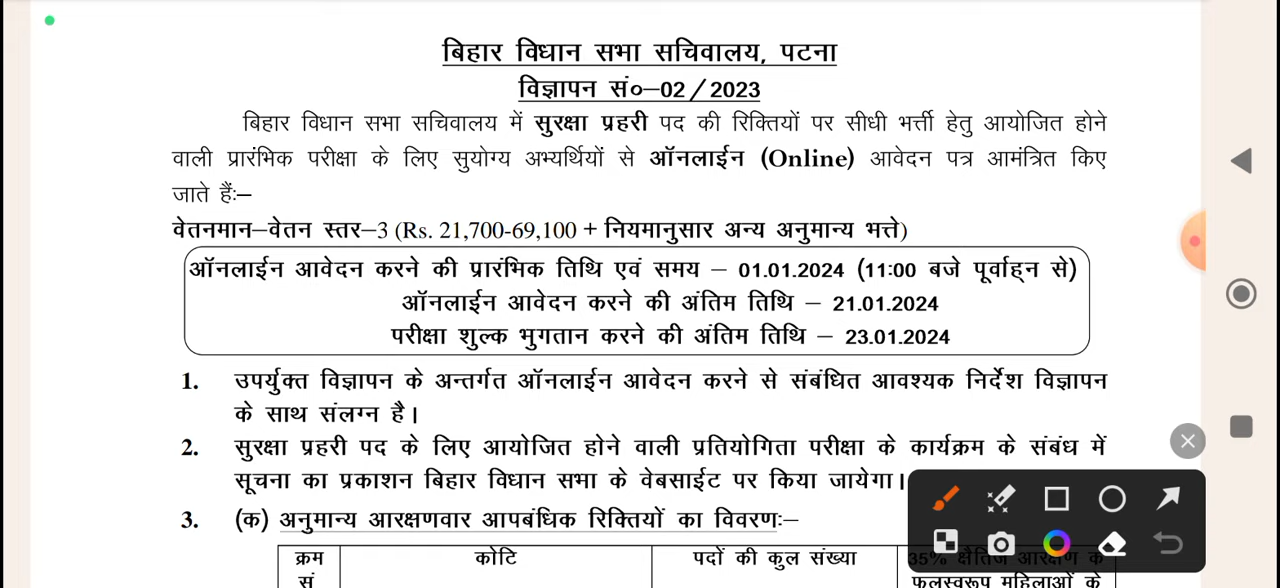 बिहार विधान सभा सचिवालय, पटना
विज्ञापन सं०–02 / 2023
बिहार विधान सभा सचिवालय में सुरक्षा प्रहरी पद की रिक्तियों पर सीधी भर्त्ती हेतु आयोजित होने
वाली प्रारंभिक परीक्षा के लिए सुयोग्य अभ्यर्थियों से ऑनलाईन (Online) आवेदन पत्र आमंत्रित किए
जाते हैंः–
वेतनमान–वेतन स्तर–3 (Rs. 21,700-69,100 + नियमानुसार अन्य अनुमान्य भत्ते)
ऑनलाईन आवेदन करने की प्रारंभिक तिथि एवं समय – 01.01.2024 (11:00 बजे पूर्वाह्न से)
ऑनलाईन आवेदन करने की अंतिम तिथि – 21.01.2024
परीक्षा शुल्क भुगतान करने की अंतिम तिथि – 23.01.2024
1. उपर्युक्त विज्ञापन के अन्तर्गत ऑनलाईन आवेदन करने से संबंधित आवश्यक निर्देश विज्ञापन
के साथ संलग्न है।
2. सुरक्षा प्रहरी पद के लिए आयोजित होने वाली प्रतियोगिता परीक्षा के कार्यक्रम के संबंध में
सूचना का प्रकाशन बिहार विधान सभा के वेबसाईट पर किया जायेगा।
3. (क) अनुमान्य आरक्षणवार आपबंधिक रिक्तियों का विवरणः–
क्रम सं
कोटि
पदों की कुल संख्या
35% क्षैतिज आरक्षण के
फलस्वरूप महिलाओं के